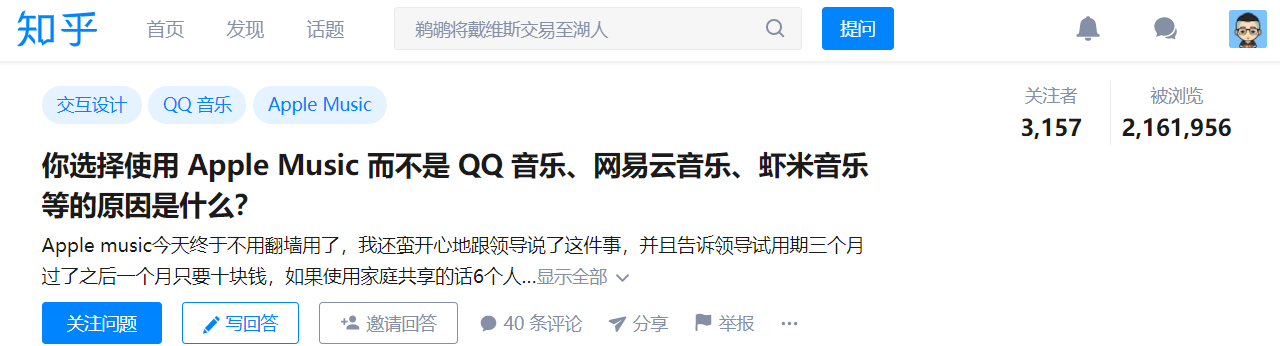 知乎 首页 发现 话题 鹈鹕将戴维斯交易至湖人 提问
交互设计 QQ 音乐 Apple Music
关注者 被浏览
3,157 2,161,956
你选择使用 Apple Music 而不是 QQ 音乐、网易云音乐、虾米音乐
等的原因是什么？
Apple music今天终于不用翻墙用了，我还蛮开心地跟领导说了这件事，并且告诉领导试用期三个月
过了之后一个月只要十块钱，如果使用家庭共享的话6个人...显示全部
关注问题 写回答 邀请回答 40 条评论 分享 举报 ...